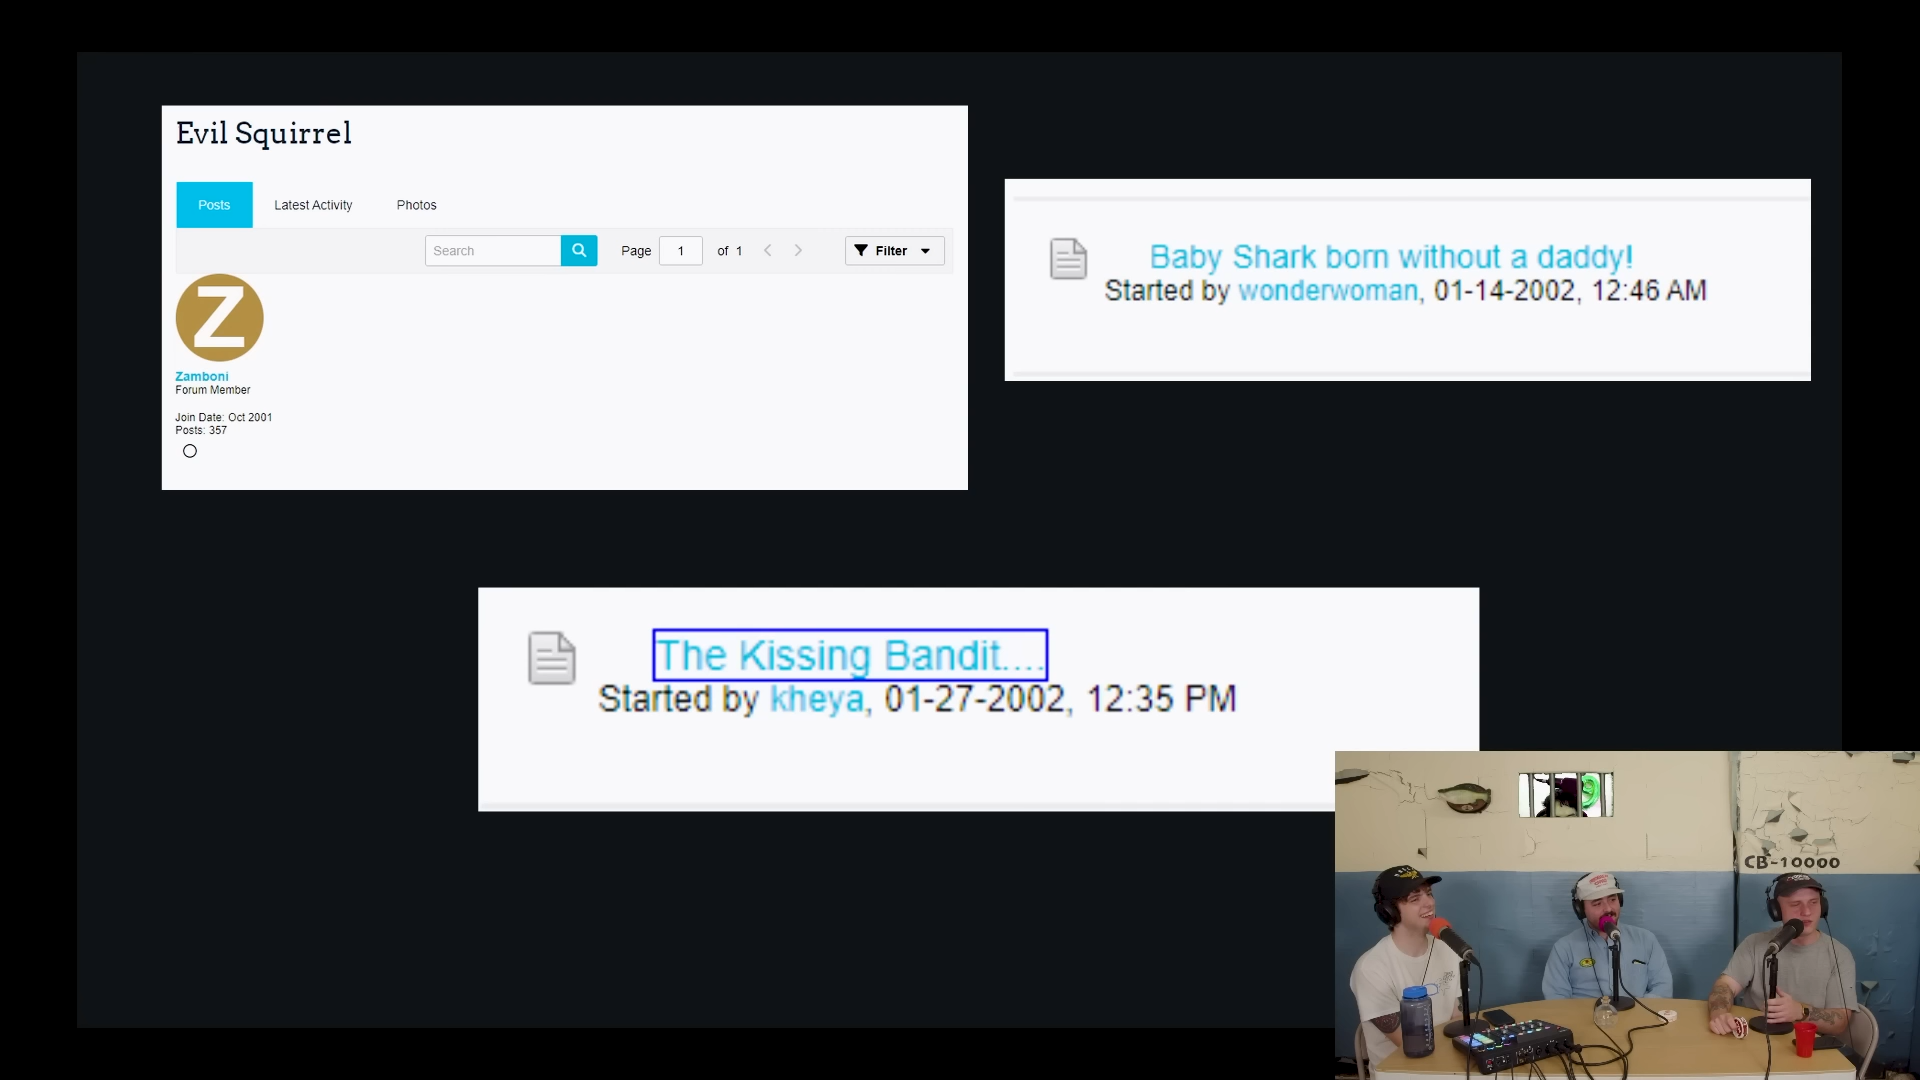 Evil Squirrel
Posts Latest Activity Photos
Search Page 1 of 1 Filter
Z
Zamboni
Forum Member
Join Date: Oct 2001
Posts: 357
Baby Shark born without a daddy!
Started by wonderwoman, 01-14-2002, 12:46 AM
The Kissing Bandit....
Started by kheya, 01-27-2002, 12:35 PM
CB-10000